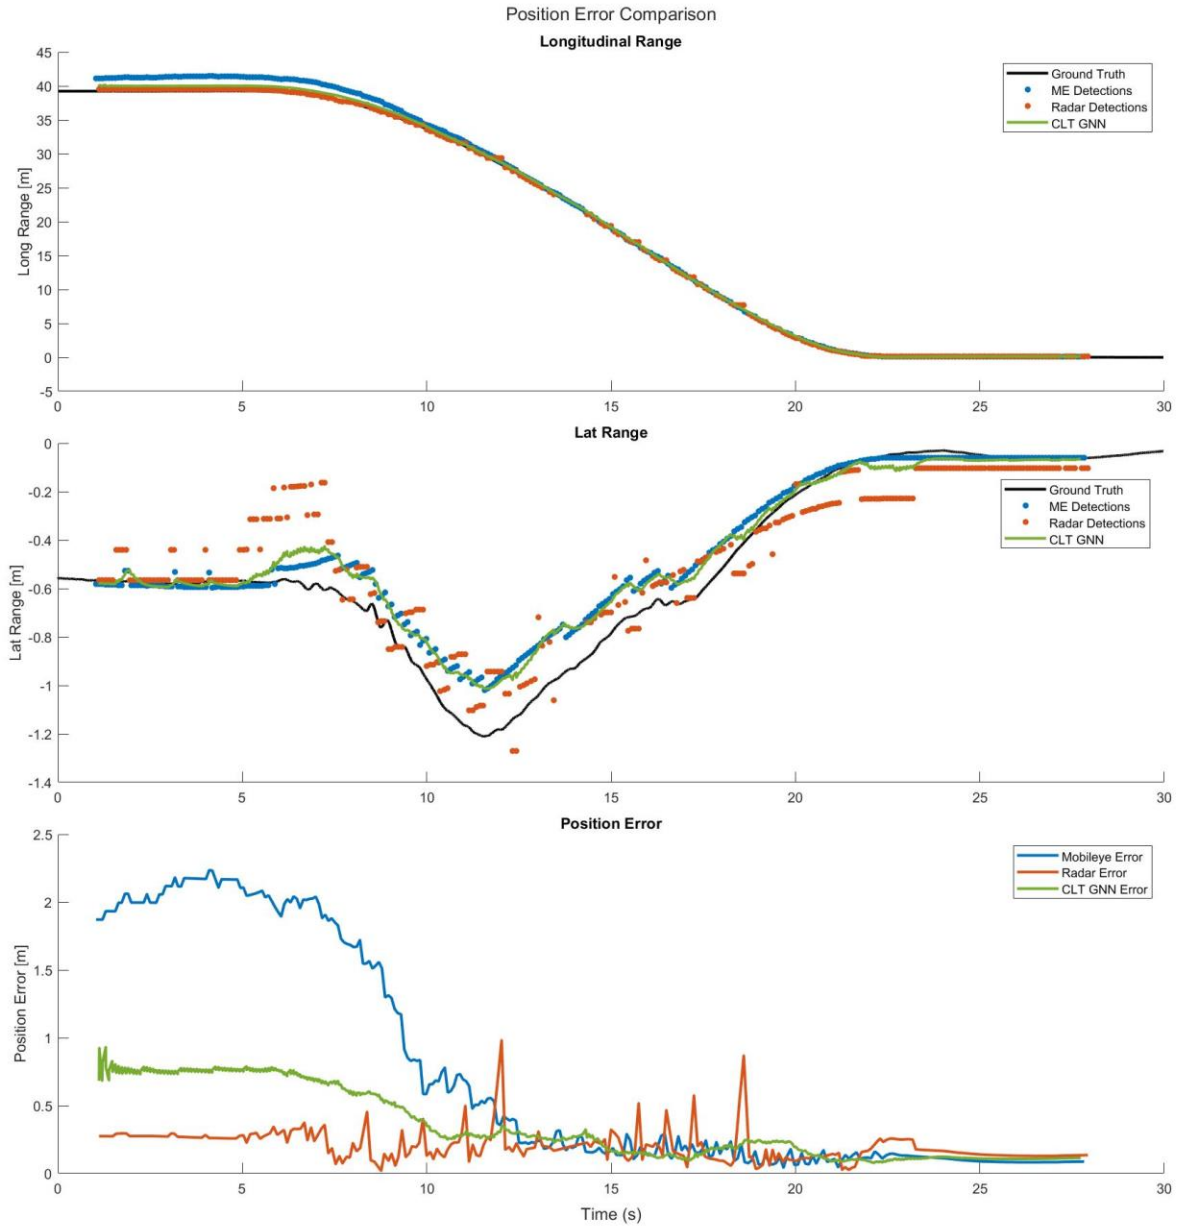 Position Error Comparison
Longitudinal Range
45
40
35
30
25
20
15
10
5
0
-5
Long Range [m]
Ground Truth
ME Detections
Radar Detections
CLT GNN
0 5 10 15 20 25 30
Lat Range
0
-0.2
-0.4
-0.6
-0.8
-1
-1.2
-1.4
Lat Range [m]
Ground Truth
ME Detections
Radar Detections
CLT GNN
0 5 10 15 20 25 30
Position Error
2.5
2
1.5
1
0.5
0
Position Error [m]
Mobileye Error
Radar Error
CLT GNN Error
0 5 10 15 20 25 30
Time (s)